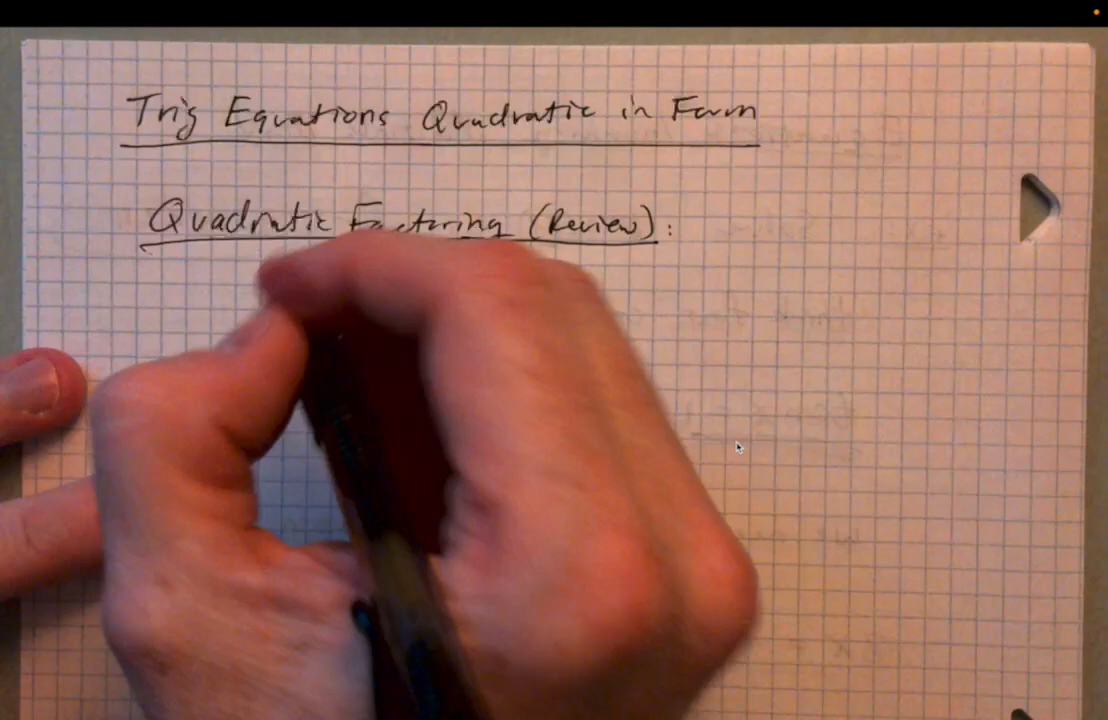 Trig Equations Quadratic in Form
Quadratic Factoring (Review):